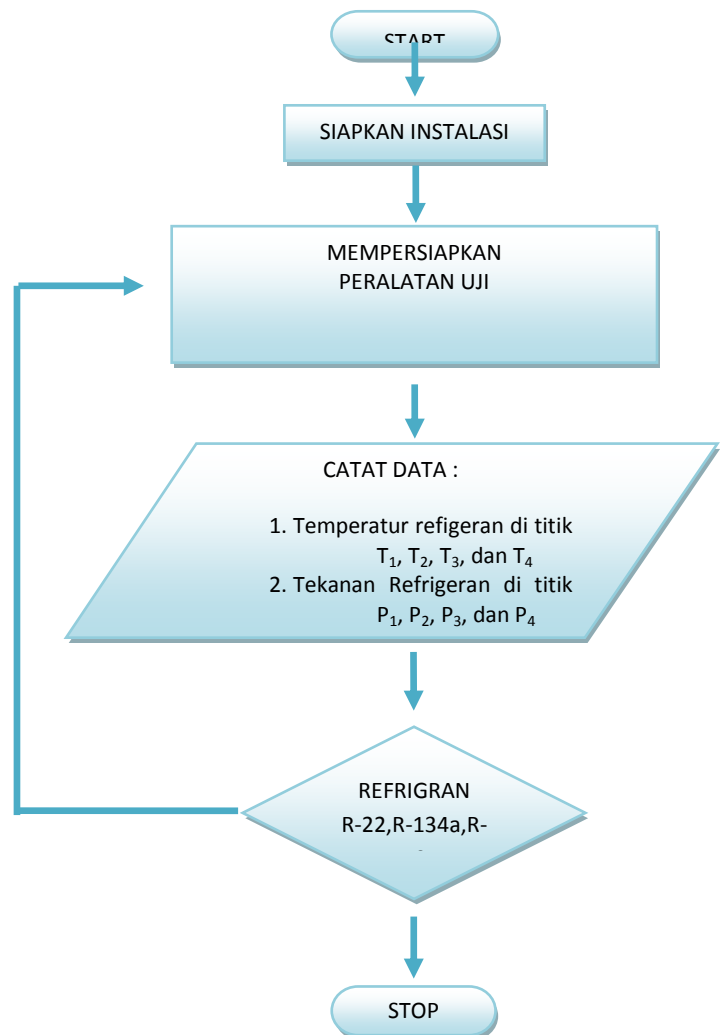 START
SIAPKAN INSTALASI
MEMPERSIAPKAN
PERALATAN UJI
CATAT DATA :
1. Temperatur refigeran di titik
T₁, T₂, T₃, dan T₄
2. Tekanan Refrigeran di titik
P₁, P₂, P₃, dan P₄
REFRIGRAN
R-22,R-134a,R-
STOP